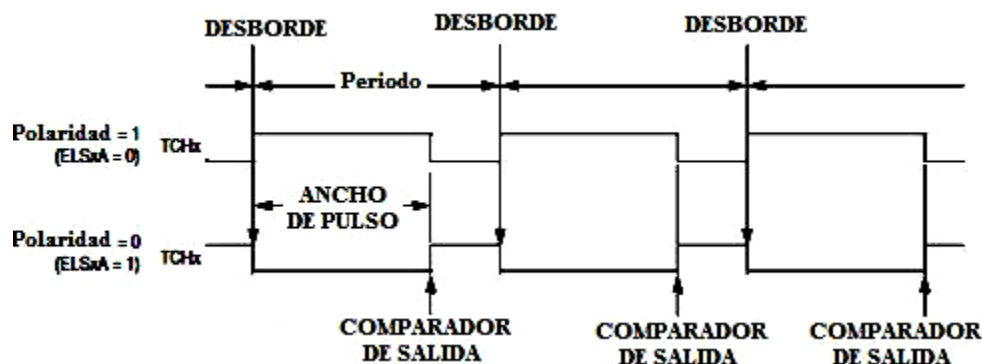 DESBORDE
DESBORDE
DESBORDE
Periodo
Polaridad = 1
(ELSxA = 0)
TCHx
ANCHO
DE PULSO
Polaridad = 0
(ELSxA = 1)
TCHx
COMPARADOR
DE SALIDA
COMPARADOR
DE SALIDA
COMPARADOR
DE SALIDA